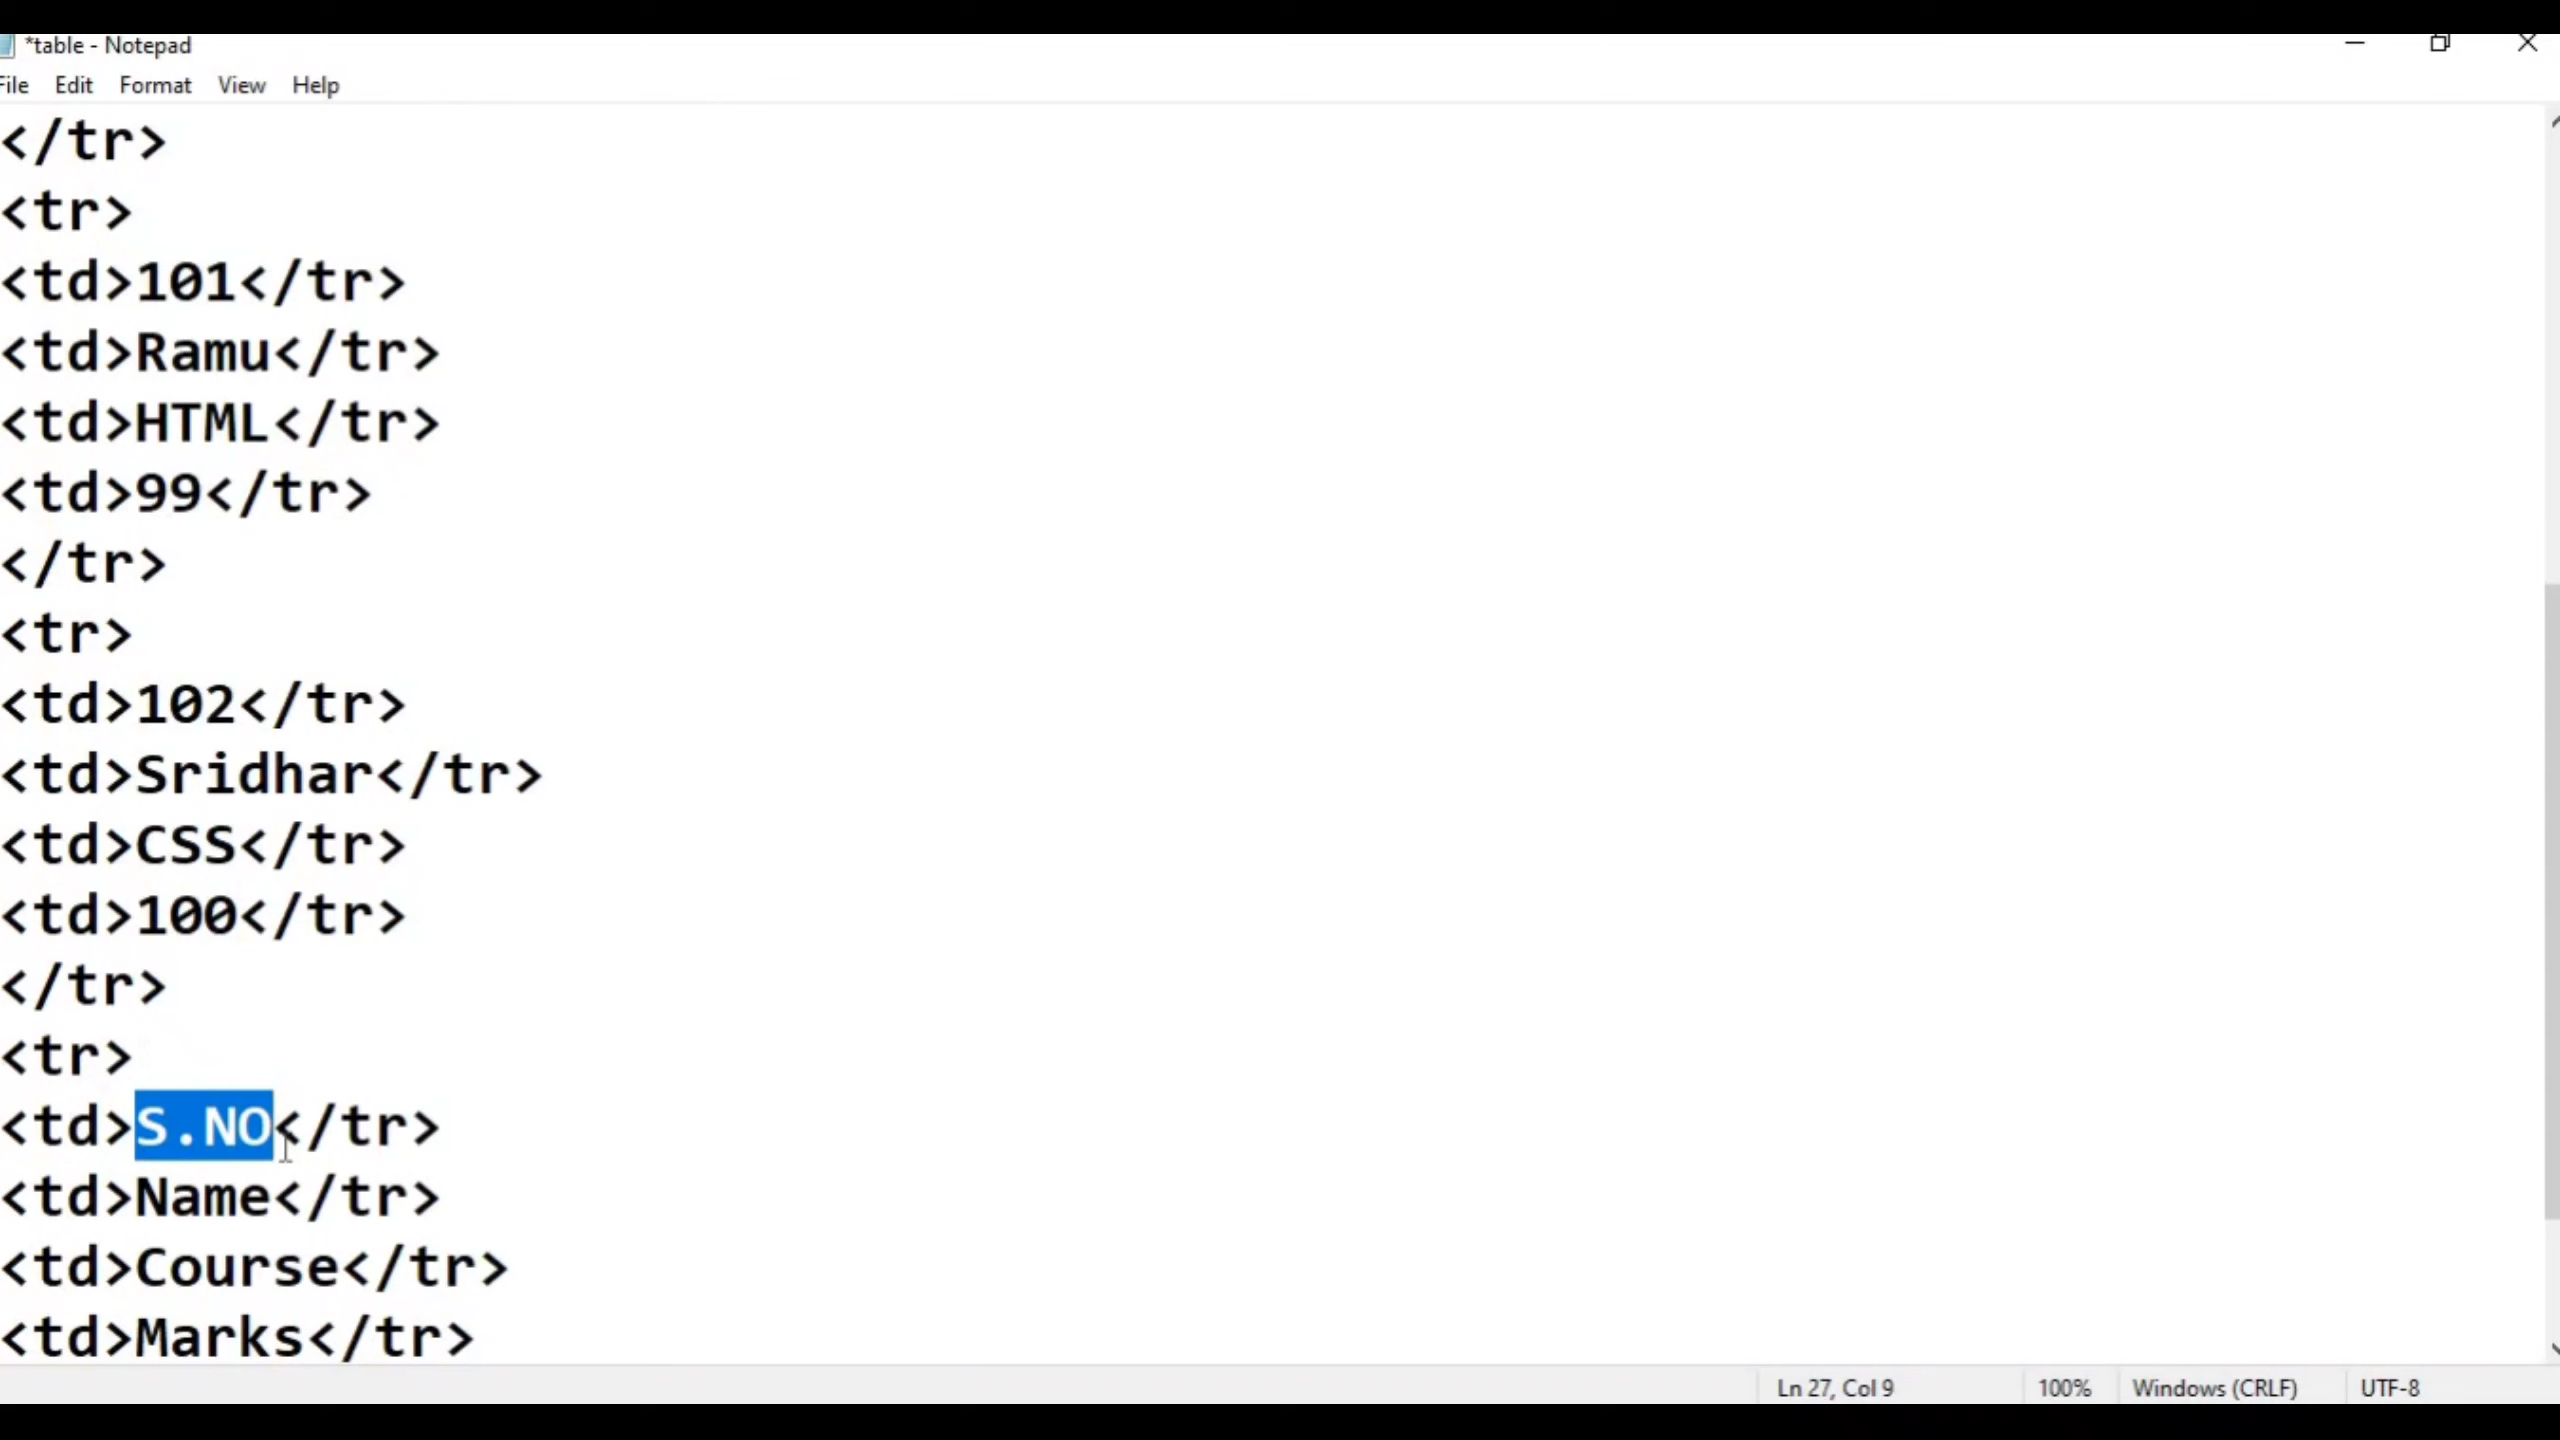 *table - Notepad
File Edit Format View Help
</tr>
<tr>
<td>101</tr>
<td>Ramu</tr>
<td>HTML</tr>
<td>99</tr>
</tr>
<tr>
<td>102</tr>
<td>Sridhar</tr>
<td>CSS</tr>
<td>100</tr>
</tr>
<tr>
<td>S.NO</tr>
<td>Name</tr>
<td>Course</tr>
<td>Marks</tr>
Ln 27, Col 9 100% Windows (CRLF) UTF-8